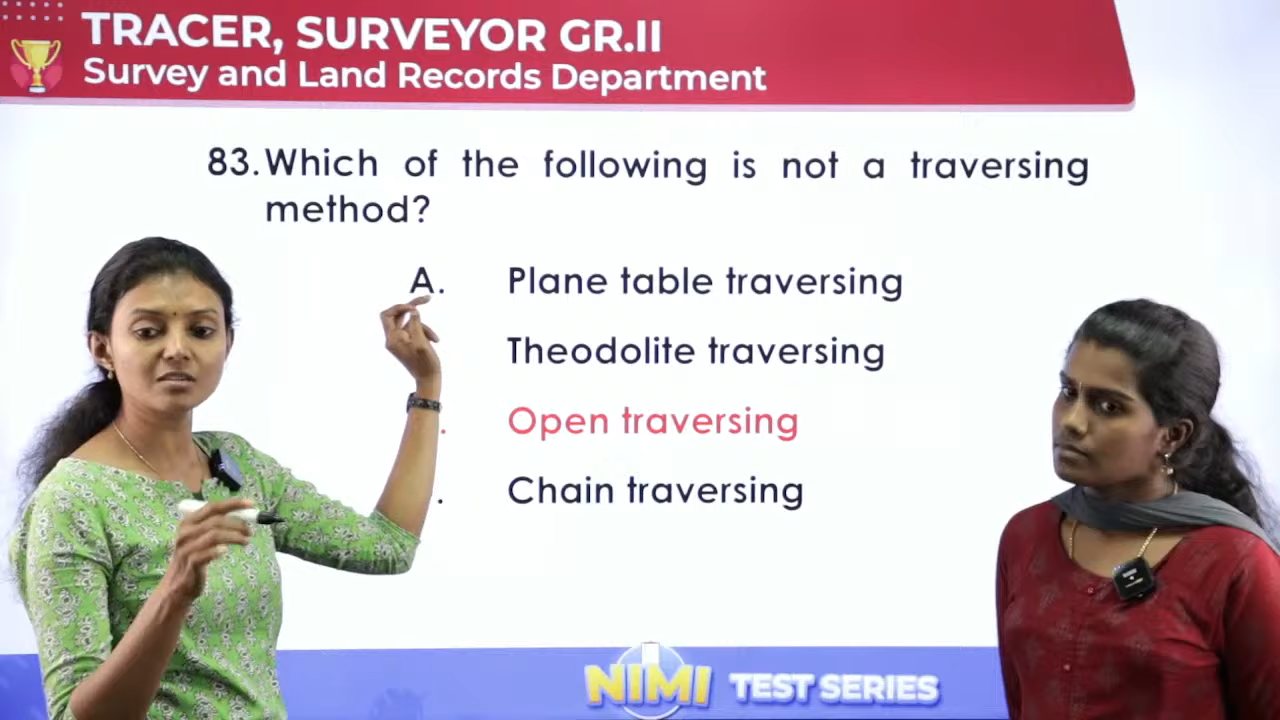 TRACER, SURVEYOR GR.II
Survey and Land Records Department
83. Which of the following is not a traversing
method?
A. Plane table traversing
Theodolite traversing
. Open traversing
. Chain traversing
NIMI TEST SERIES